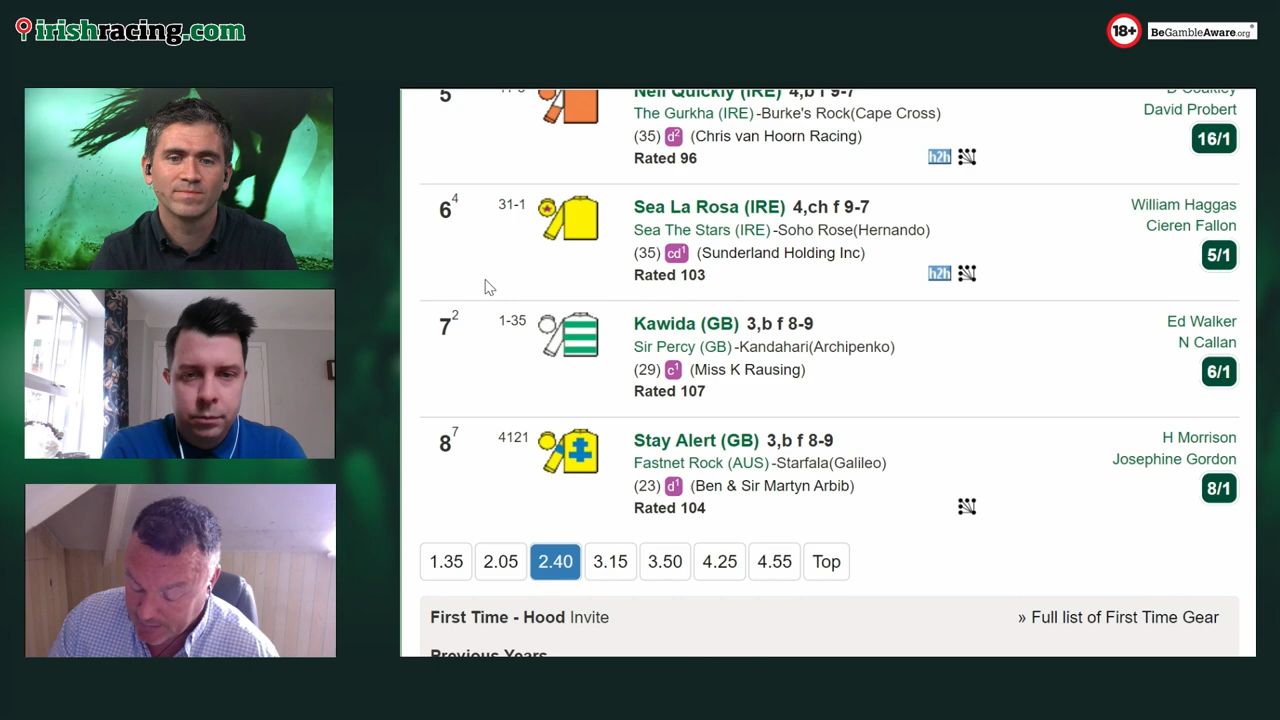 irishracing.com
18+ BeGambleAware.org®
5 Nell Quickly (IRE) 4,b f 9-7
The Gurkha (IRE)-Burke's Rock(Cape Cross) David Probert
(35) d2 (Chris van Hoorn Racing) 16/1
Rated 96 h2h
6 4 31-1 Sea La Rosa (IRE) 4,ch f 9-7 William Haggas
Sea The Stars (IRE)-Soho Rose(Hernando) Cieren Fallon
(35) cd1 (Sunderland Holding Inc) 5/1
Rated 103 h2h
7 2 1-35 Kawida (GB) 3,b f 8-9 Ed Walker
Sir Percy (GB)-Kandahari(Archipenko) N Callan
(29) c1 (Miss K Rausing) 6/1
Rated 107
8 7 4121 Stay Alert (GB) 3,b f 8-9 H Morrison
Fastnet Rock (AUS)-Starfala(Galileo) Josephine Gordon
(23) d1 (Ben & Sir Martyn Arbib) 8/1
Rated 104
1.35 2.05 2.40 3.15 3.50 4.25 4.55 Top
First Time - Hood Invite » Full list of First Time Gear
Previous Years